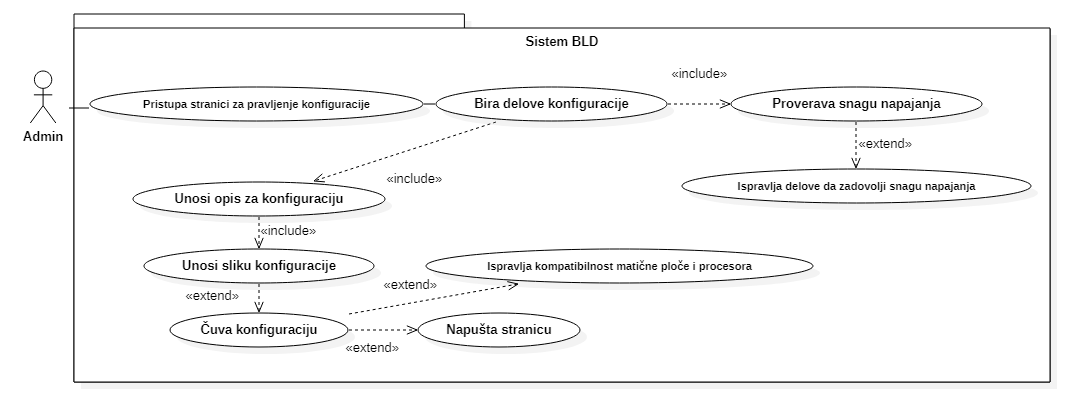 Sistem BLD
«include»
Admin
Pristupa stranici za pravljenje konfiguracije
Bira delove konfiguracije
Proverava snagu napajanja
«extend»
«include»
Ispravlja delove da zadovolji snagu napajanja
Unosi opis za konfiguraciju
«include»
Unosi sliku konfiguracije
Ispravlja kompatibilnost matične ploče i procesora
«extend»
«extend»
Čuva konfiguraciju
Napušta stranicu
«extend»